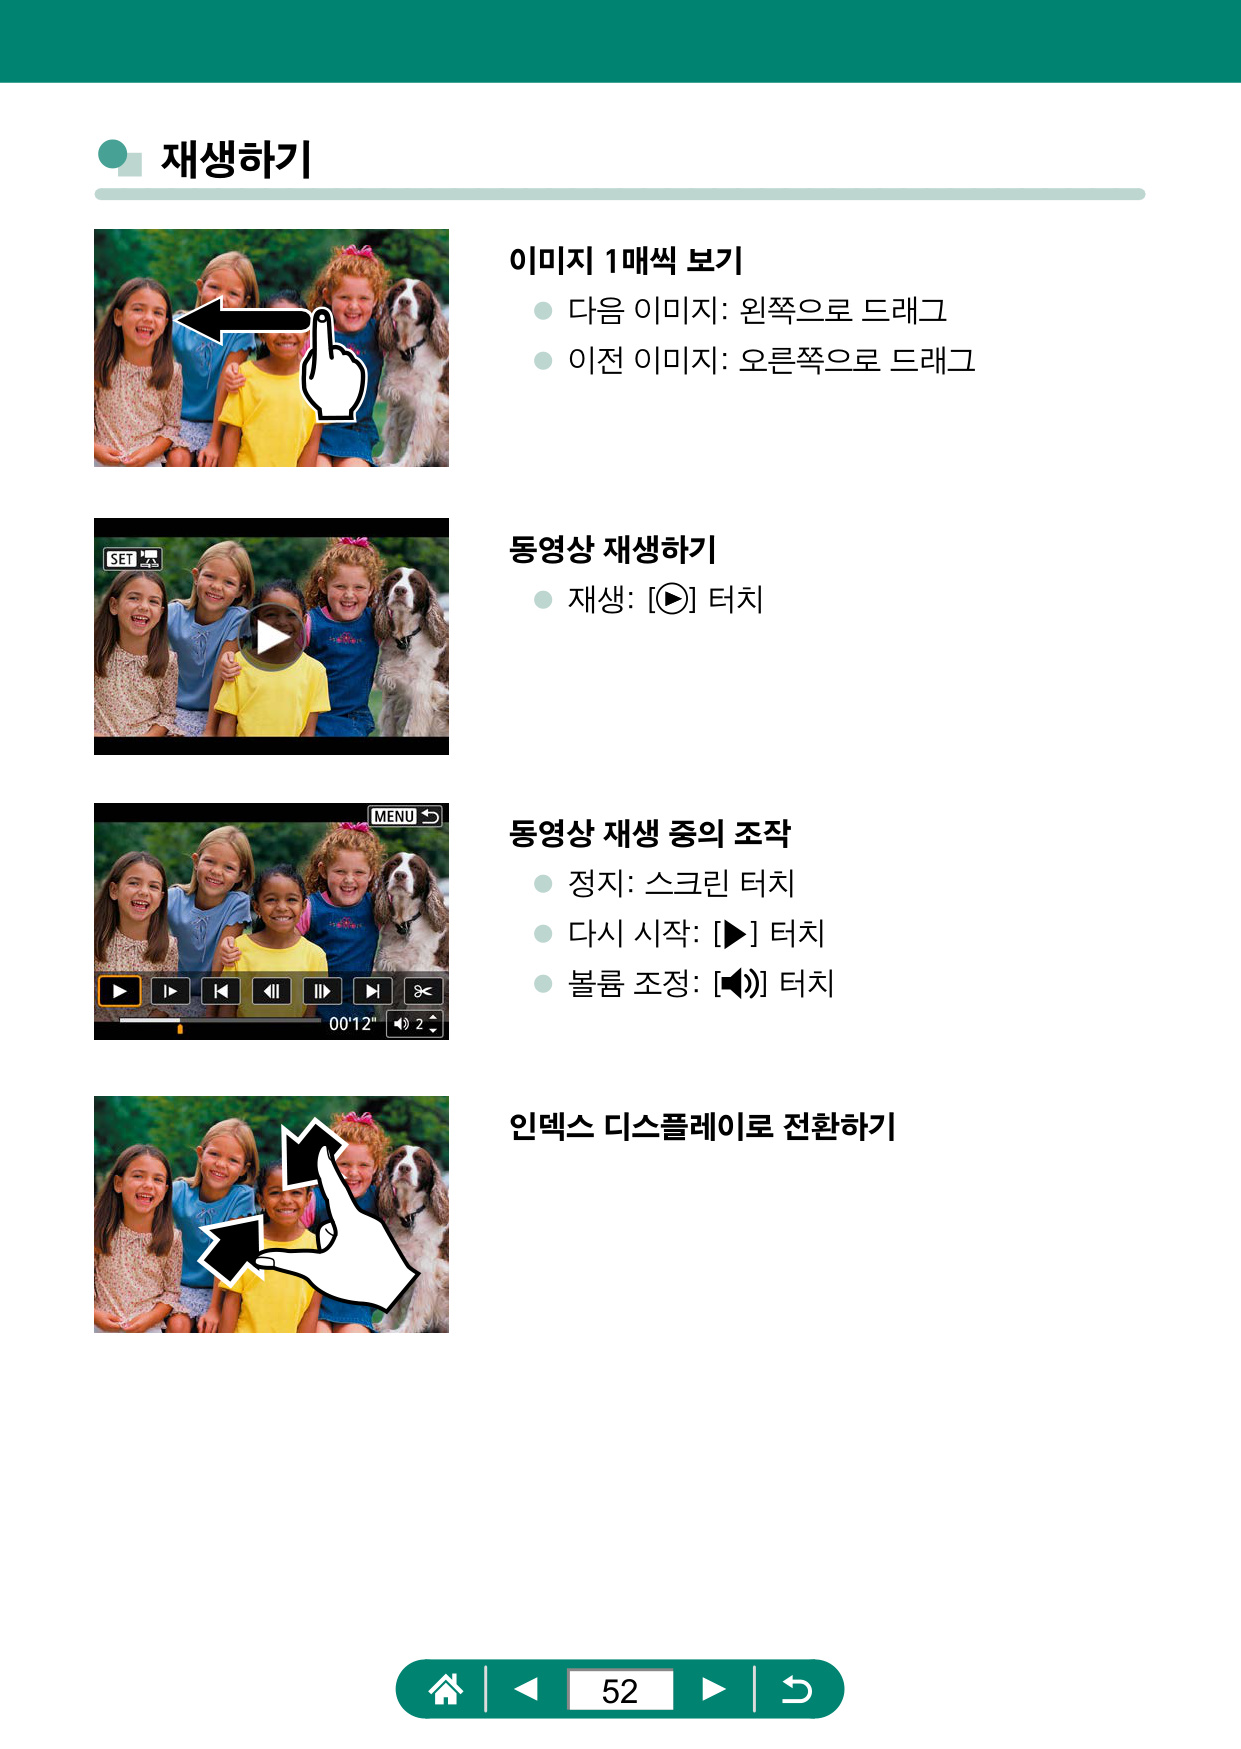 재생하기
이미지 1매씩 보기
다음 이미지: 왼쪽으로 드래그
이전 이미지: 오른쪽으로 드래그
SET
동영상 재생하기
재생: [▶] 터치
MENU
00'12" 2
동영상 재생 중의 조작
정지: 스크린 터치
다시 시작: [▶] 터치
볼륨 조정: [🔊] 터치
인덱스 디스플레이로 전환하기
52